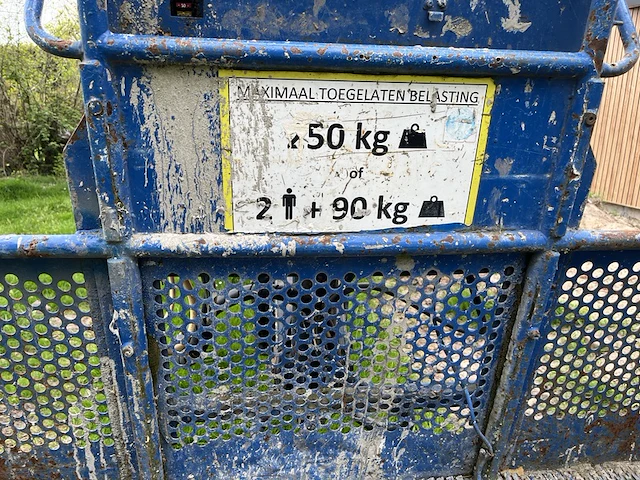 MAXIMAAL TOEGELATEN BELASTING
50 kg
of
2 + 90 kg